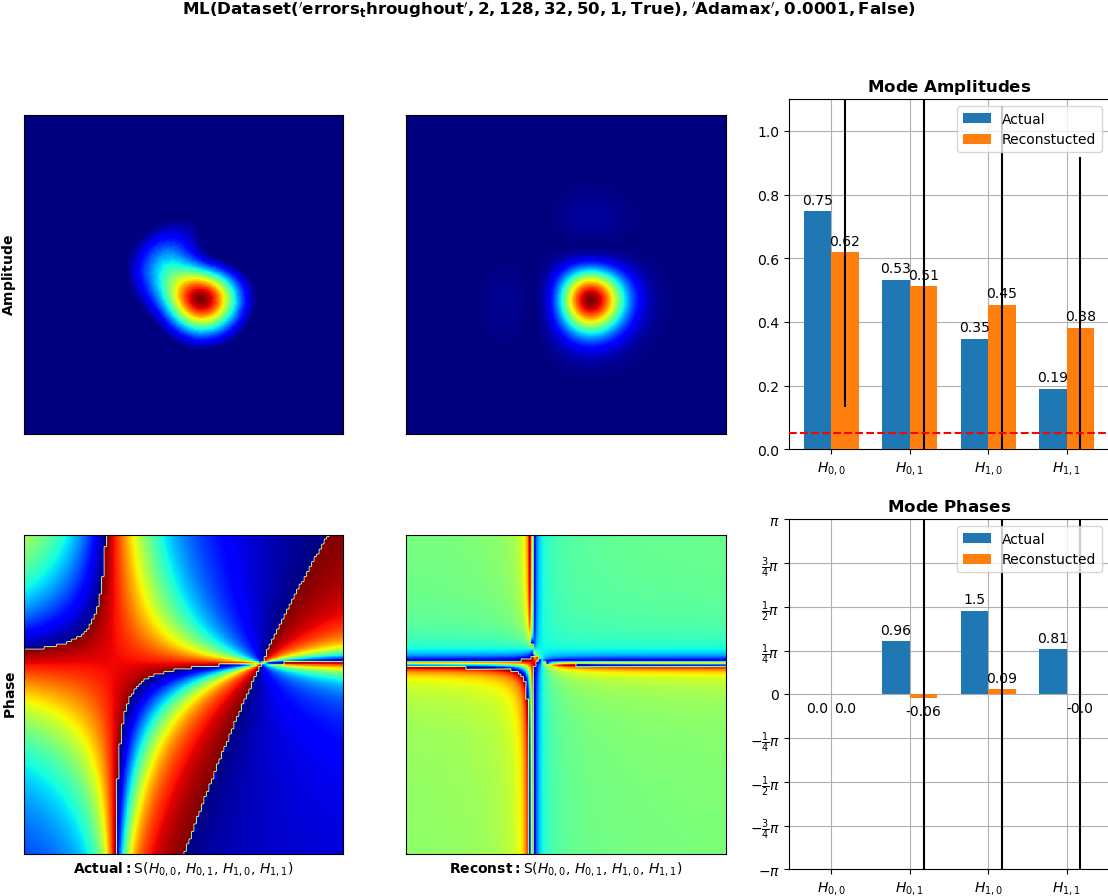 ML(Dataset('errors_throughout', 2, 128, 32, 50, 1, True), 'Adamax', 0.0001, False)
Amplitude
Mode Amplitudes
Actual
Reconstucted
1.0
0.8
0.6
0.4
0.2
0.0
0.75
0.62
0.53
0.51
0.35
0.45
0.19
0.38
H0,0
H0,1
H1,0
H1,1
Phase
Actual: S(H0,0, H0,1, H1,0, H1,1)
Reconst: S(H0,0, H0,1, H1,0, H1,1)
Mode Phases
Actual
Reconstucted
π
3/4π
1/2π
1/4π
0
−1/4π
−1/2π
−3/4π
−π
0.0
0.0
0.96
-0.06
1.5
0.09
0.81
-0.0
H0,0
H0,1
H1,0
H1,1